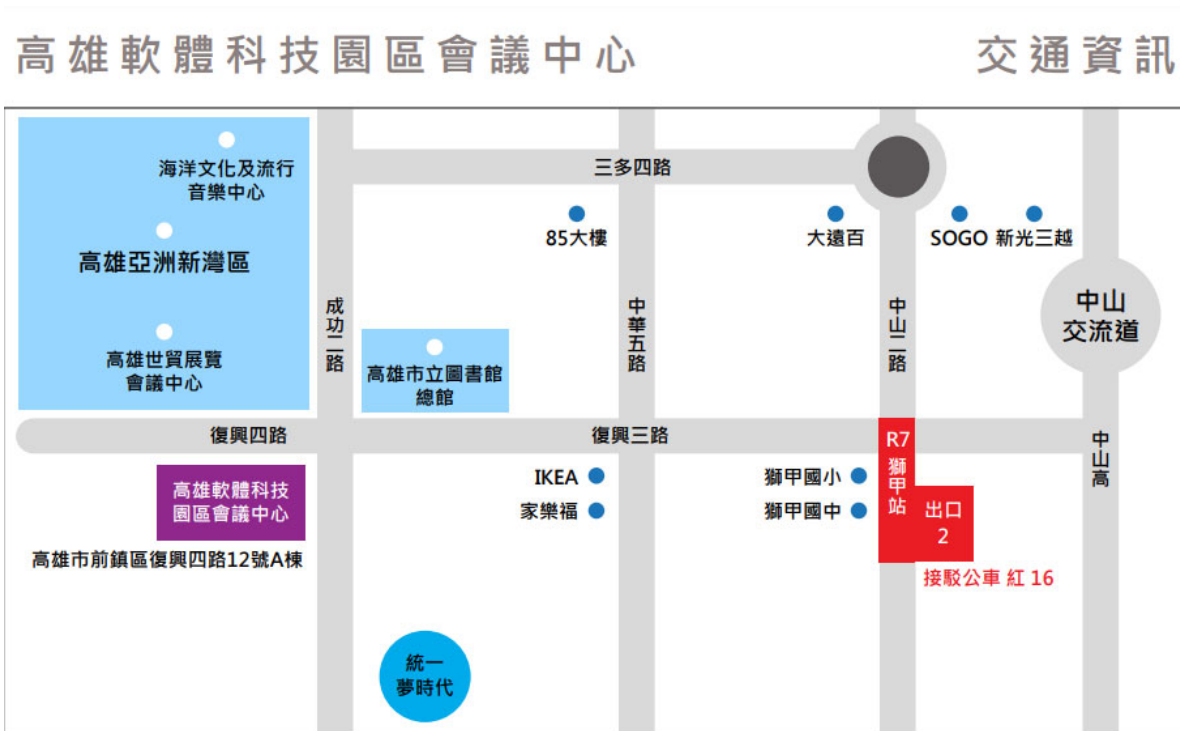 高雄軟體科技園區會議中心
交通資訊
海洋文化及流行
音樂中心
三多四路
85大樓
大遠百
SOGO 新光三越
高雄亞洲新灣區
成功二路
中華五路
中山二路
中山
交流道
高雄世貿展覽
會議中心
高雄市立圖書館
總館
復興四路
復興三路
R7
獅甲站
中山高
IKEA
獅甲國小
高雄軟體科技
園區會議中心
家樂福
獅甲國中
出口
2
高雄市前鎮區復興四路12號A棟
接駁公車 紅 16
統一
夢時代